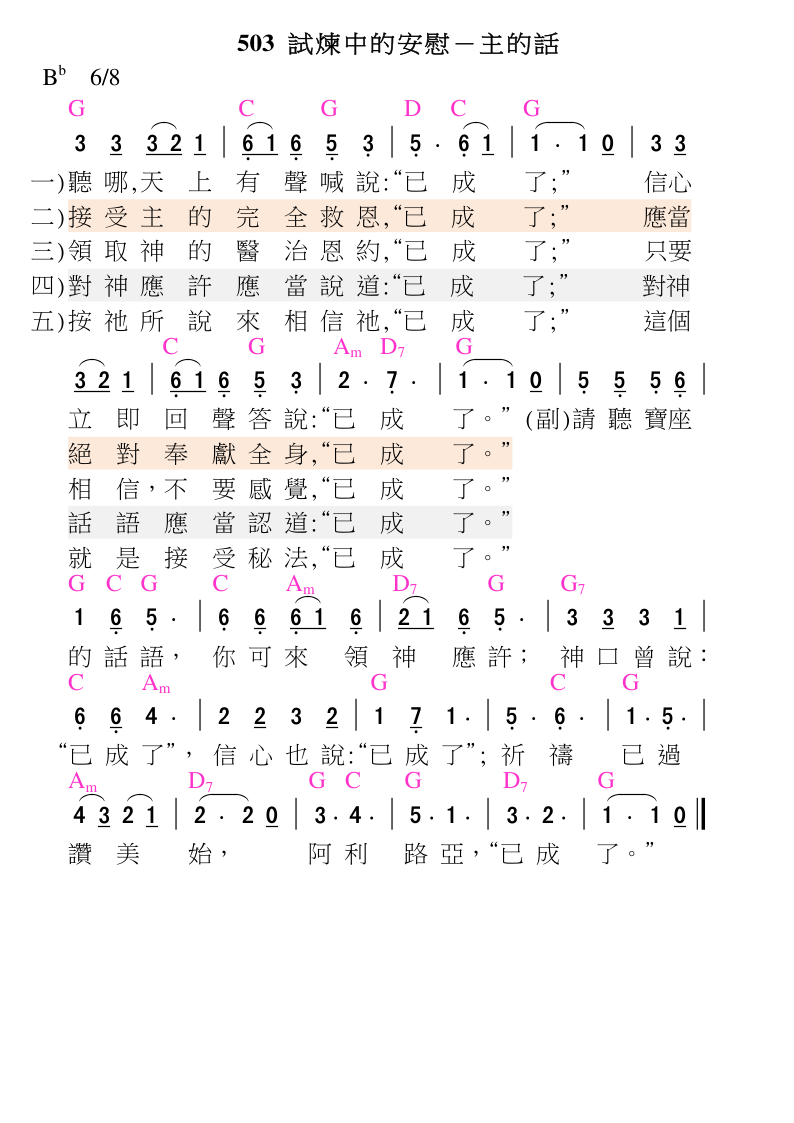 503 試煉中的安慰－主的話
Bb 6/8
G C G D C G
3 3 3 2 1 | 6 1 6 5 3 | 5 · 6 1 | 1 · 1 0 | 3 3
一)聽哪,天上有聲喊說:“已成了;” 信心
二)接受主的完全救恩,“已成了;” 應當
三)領取神的醫治恩約,“已成了;” 只要
四)對神應許應當說道:“已成了;” 對神
五)按祂所說來相信祂,“已成了;” 這個
C G Am D7 G
3 2 1 | 6 1 6 5 3 | 2 · 7 · | 1 · 1 0 | 5 5 5 6 |
立即回聲答說:“已成了。” (副)請聽寶座
絕對奉獻全身,“已成了。”
相信，不要感覺,“已成了。”
話語應當認道:“已成了。”
就是接受秘法,“已成了。”
G C G C Am D7 G G7
1 6 5 · | 6 6 6 1 6 | 2 1 6 5 · | 3 3 3 1 |
的話語， 你可來領神應許； 神口曾說：
C Am G C G
6 6 4 · | 2 2 3 2 | 1 7 1 · | 5 · 6 · | 1 · 5 · |
“已成了”， 信心也說:“已成了”; 祈禱 已過
Am D7 G C G D7 G
4 3 2 1 | 2 · 2 0 | 3 · 4 · | 5 · 1 · | 3 · 2 · | 1 · 1 0 ‖
讚美始， 阿利路亞，“已成了。”